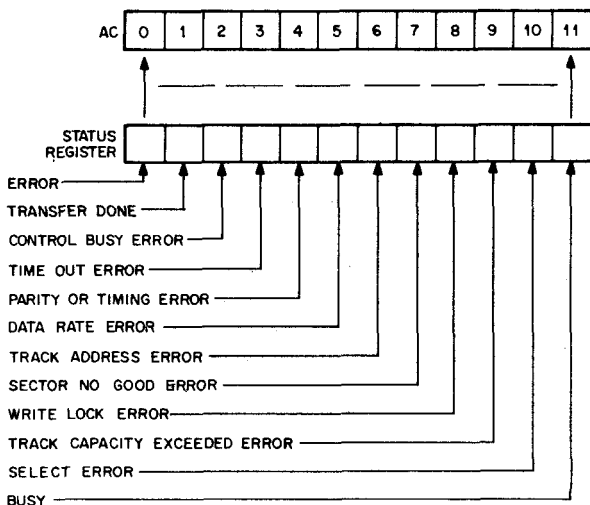 AC 0 1 2 3 4 5 6 7 8 9 10 11
STATUS
REGISTER
ERROR
TRANSFER DONE
CONTROL BUSY ERROR
TIME OUT ERROR
PARITY OR TIMING ERROR
DATA RATE ERROR
TRACK ADDRESS ERROR
SECTOR NO GOOD ERROR
WRITE LOCK ERROR
TRACK CAPACITY EXCEEDED ERROR
SELECT ERROR
BUSY